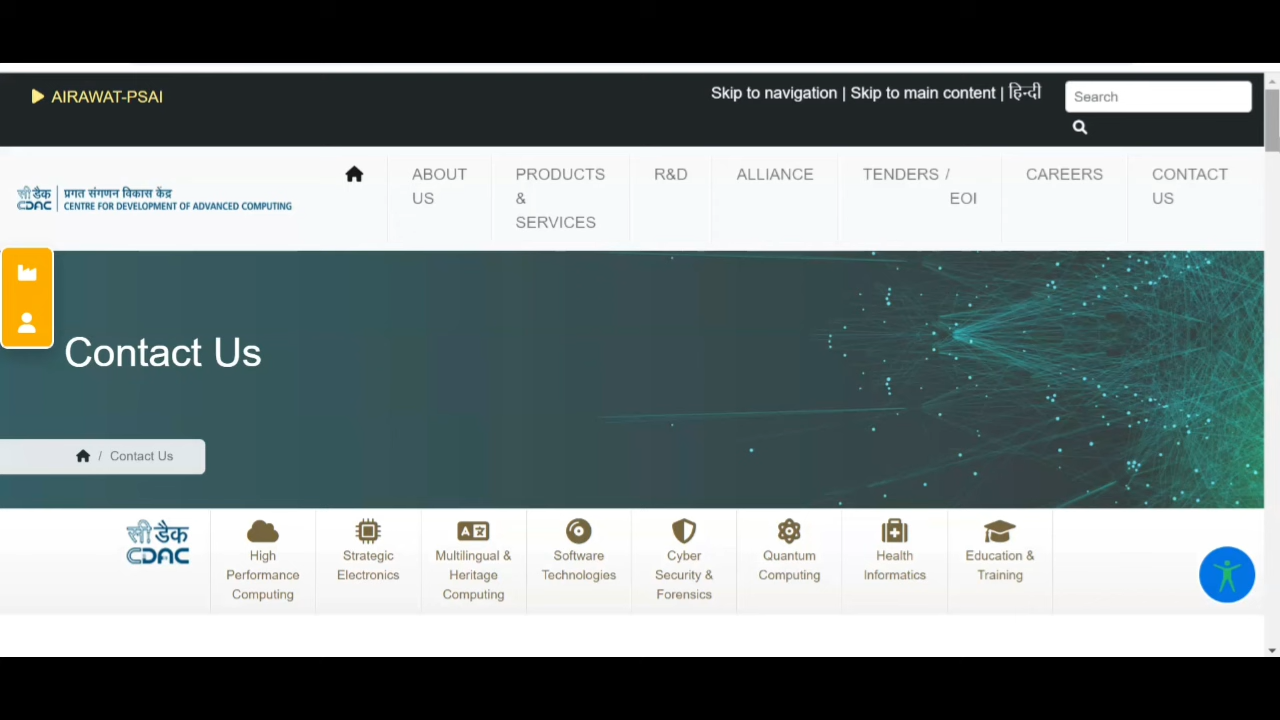 AIRAWAT-PSAI
Skip to navigation | Skip to main content | हिन्दी
Search
सी डैक
CDAC
प्रगत संगणन विकास केंद्र
CENTRE FOR DEVELOPMENT OF ADVANCED COMPUTING
ABOUT
US
PRODUCTS
&
SERVICES
R&D
ALLIANCE
TENDERS /
EOI
CAREERS
CONTACT
US
Contact Us
/ Contact Us
सी डैक
CDAC
High
Performance
Computing
Strategic
Electronics
Multilingual &
Heritage
Computing
Software
Technologies
Cyber
Security &
Forensics
Quantum
Computing
Health
Informatics
Education &
Training